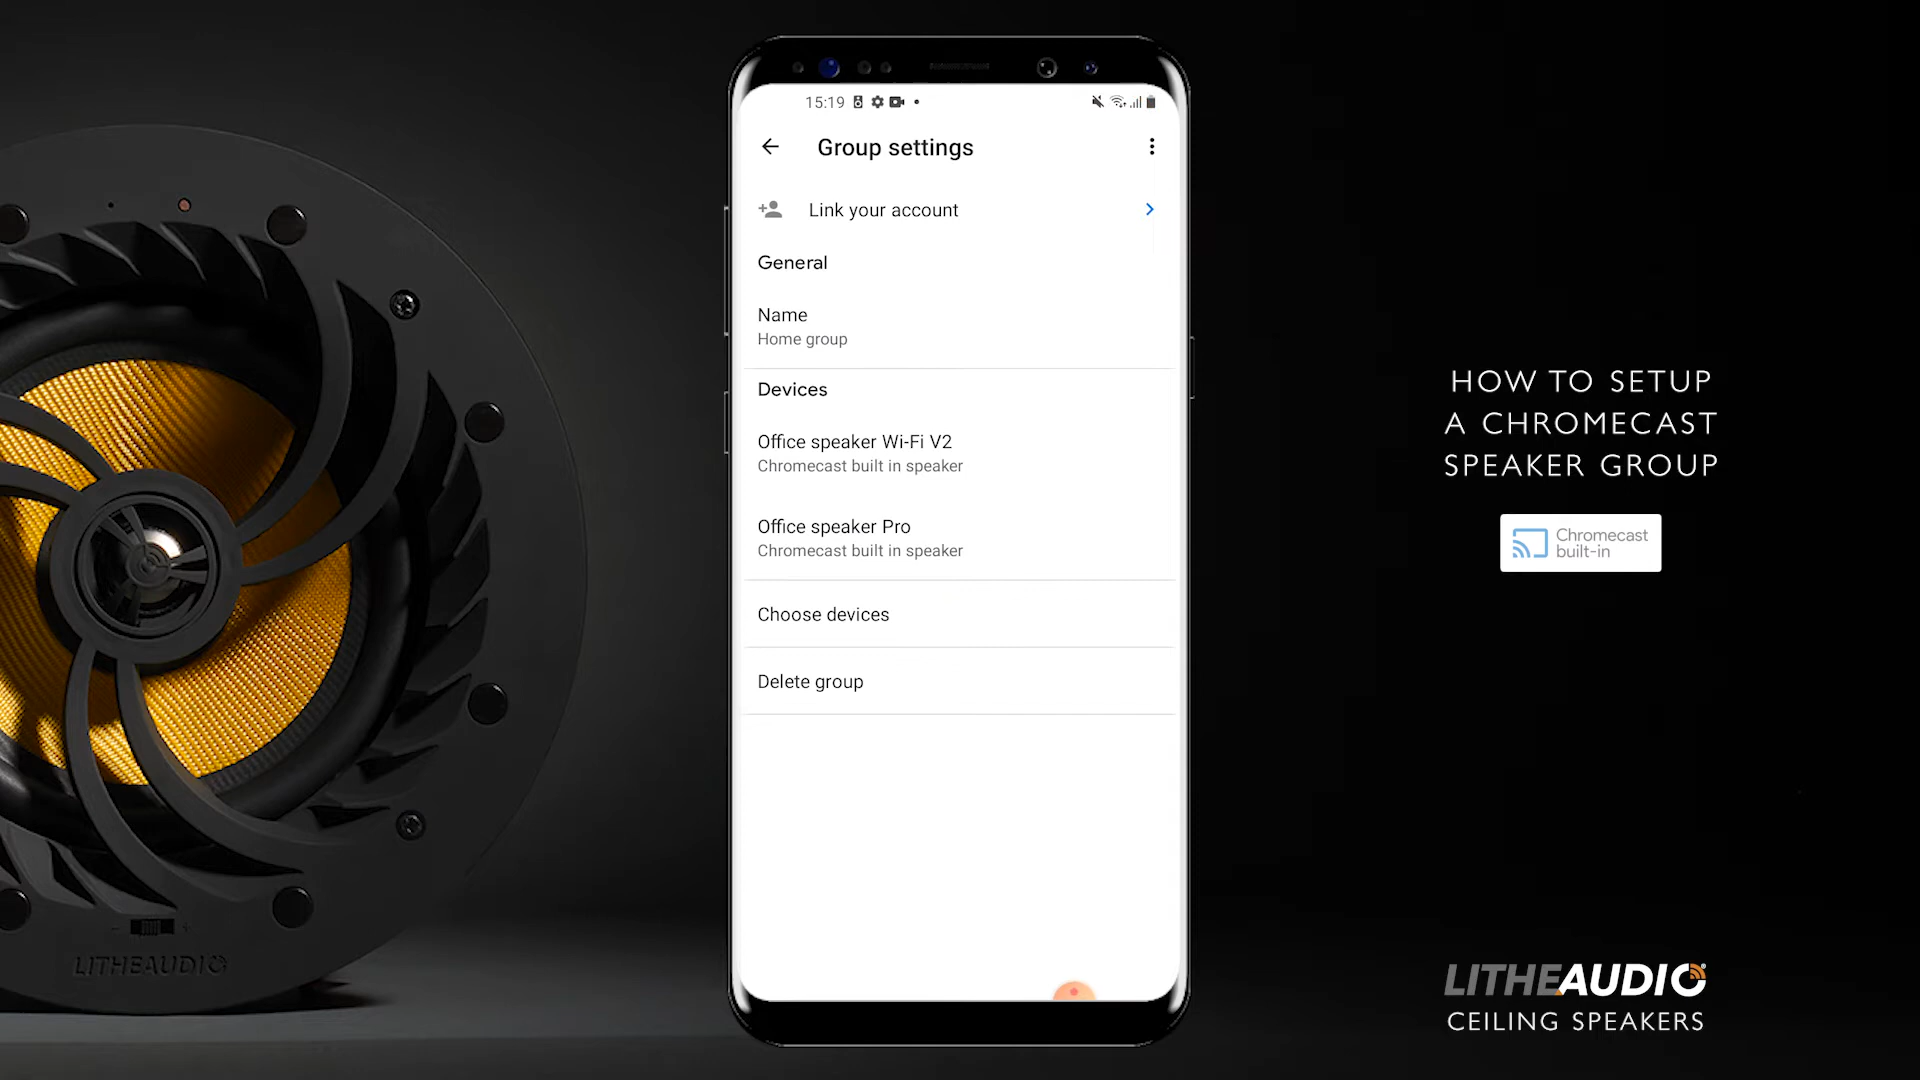 15:19
Group settings
Link your account
General
Name
Home group
Devices
Office speaker Wi-Fi V2
Chromecast built in speaker
Office speaker Pro
Chromecast built in speaker
Choose devices
Delete group
HOW TO SETUP
A CHROMECAST
SPEAKER GROUP
Chromecast
built-in
LITHEAUDIO
LITHEAUDIO
CEILING SPEAKERS